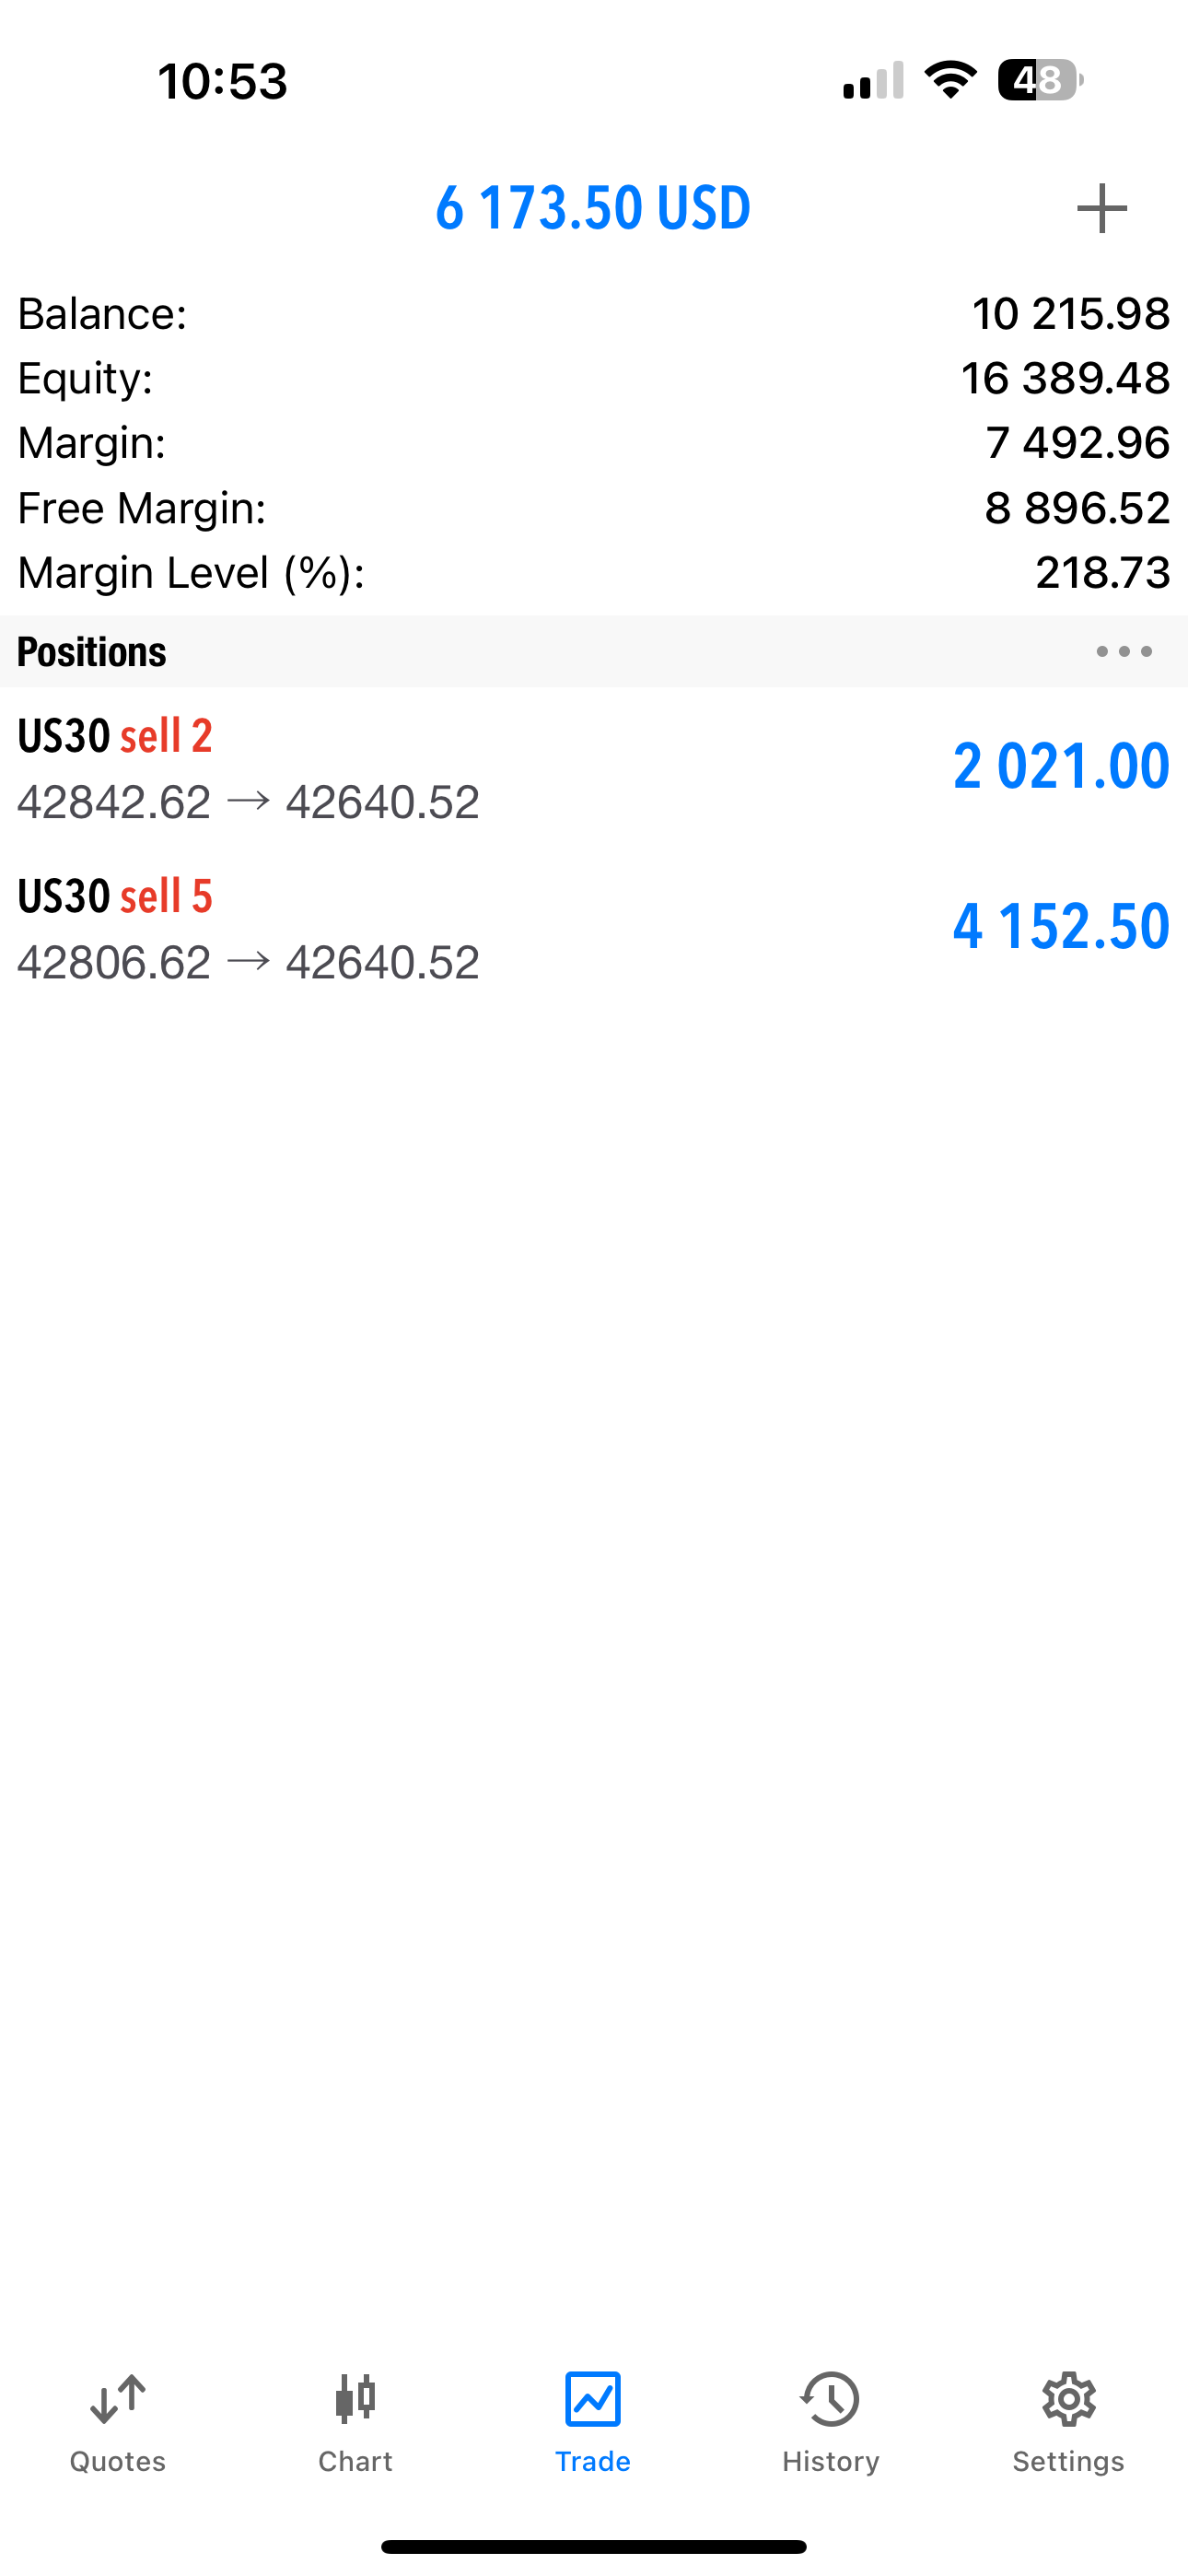 10:53
48
6 173.50 USD
Balance: 10 215.98
Equity: 16 389.48
Margin: 7 492.96
Free Margin: 8 896.52
Margin Level (%): 218.73
Positions
US30 sell 2
2 021.00
42842.62 → 42640.52
US30 sell 5
4 152.50
42806.62 → 42640.52
Quotes Chart Trade History Settings